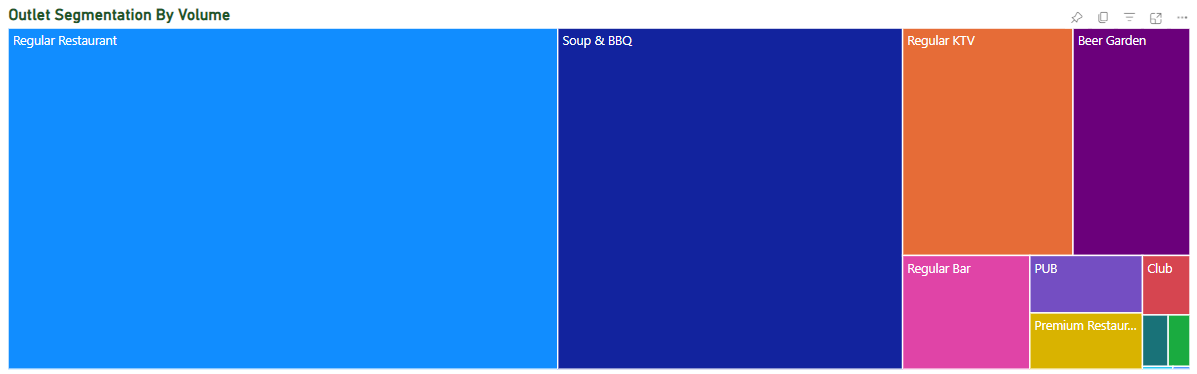 Outlet Segmentation By Volume
Regular Restaurant
Soup & BBQ
Regular KTV
Beer Garden
Regular Bar
PUB
Club
Premium Restaur...